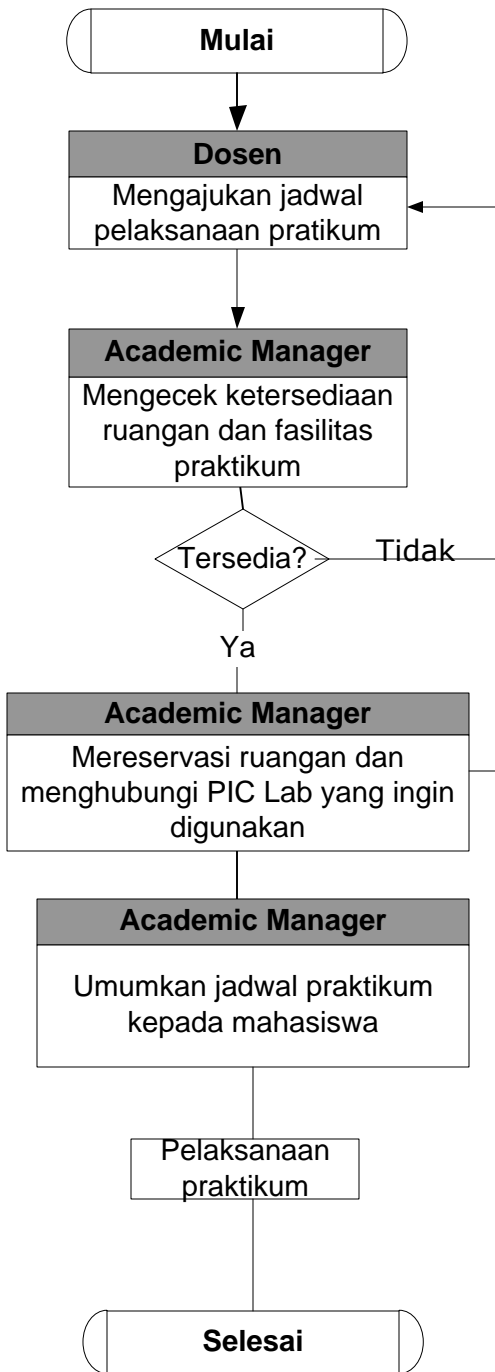 Mulai
Dosen
Mengajukan jadwal
pelaksanaan pratikum
Academic Manager
Mengecek ketersediaan
ruangan dan fasilitas
praktikum
Tersedia?
Tidak
Ya
Academic Manager
Mereservasi ruangan dan
menghubungi PIC Lab yang ingin
digunakan
Academic Manager
Umumkan jadwal praktikum
kepada mahasiswa
Pelaksanaan
praktikum
Selesai